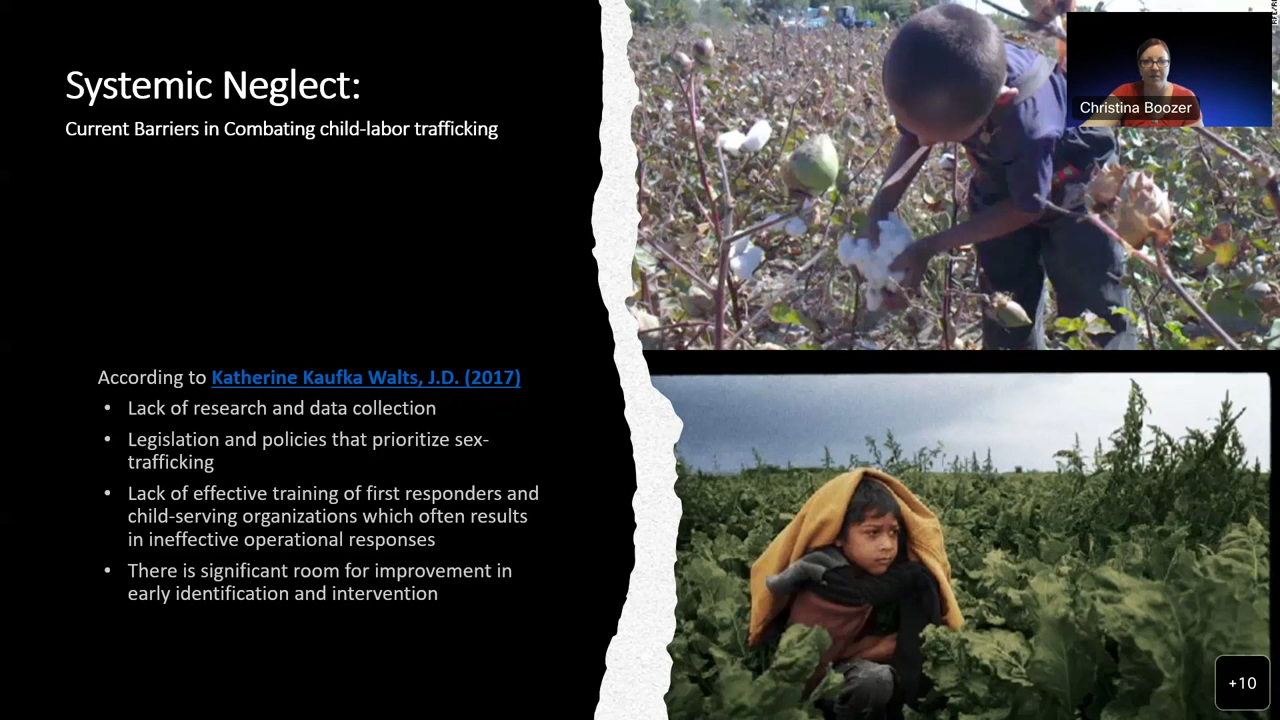 Systemic Neglect:
Current Barriers in Combating child-labor trafficking
Christina Boozer
According to Katherine Kaufka Walts, J.D. (2017)
• Lack of research and data collection
• Legislation and policies that prioritize sex-
trafficking
• Lack of effective training of first responders and
child-serving organizations which often results
in ineffective operational responses
• There is significant room for improvement in
early identification and intervention
+10